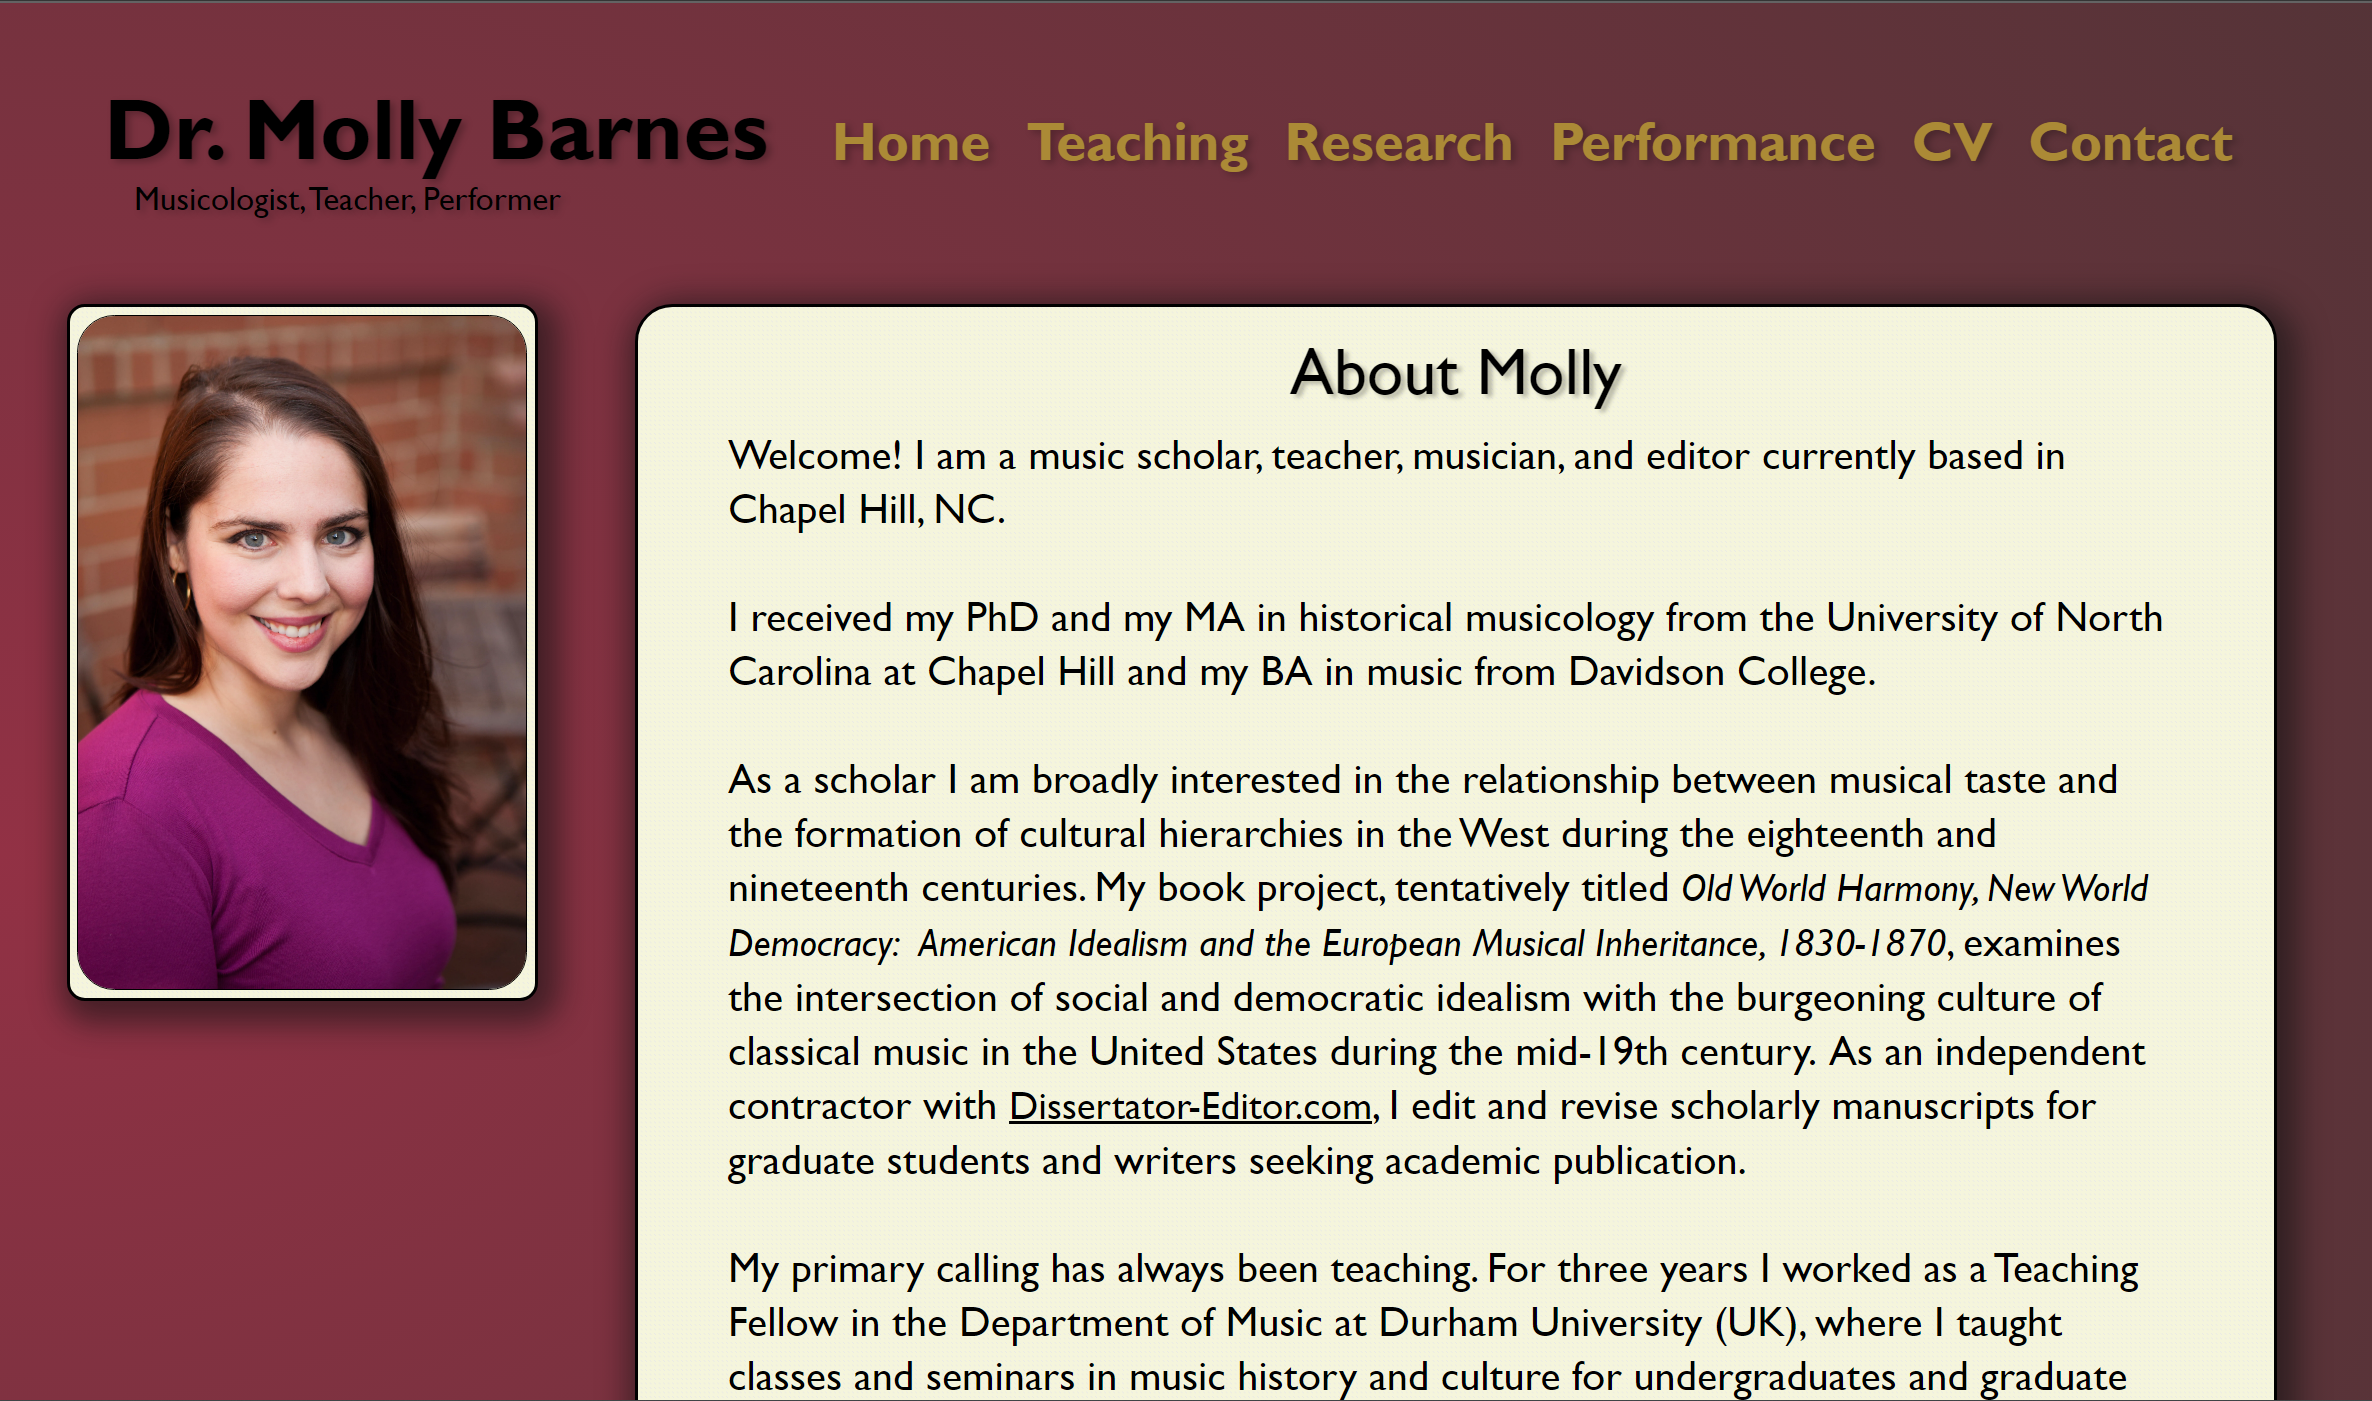 Dr. Molly Barnes
Musicologist, Teacher, Performer
Home Teaching Research Performance CV Contact
About Molly
Welcome! I am a music scholar, teacher, musician, and editor currently based in
Chapel Hill, NC.
I received my PhD and my MA in historical musicology from the University of North
Carolina at Chapel Hill and my BA in music from Davidson College.
As a scholar I am broadly interested in the relationship between musical taste and
the formation of cultural hierarchies in the West during the eighteenth and
nineteenth centuries. My book project, tentatively titled Old World Harmony, New World
Democracy:  American Idealism and the European Musical Inheritance, 1830-1870, examines
the intersection of social and democratic idealism with the burgeoning culture of
classical music in the United States during the mid-19th century. As an independent
contractor with Dissertator-Editor.com, I edit and revise scholarly manuscripts for
graduate students and writers seeking academic publication.
My primary calling has always been teaching. For three years I worked as a Teaching
Fellow in the Department of Music at Durham University (UK), where I taught
classes and seminars in music history and culture for undergraduates and graduate